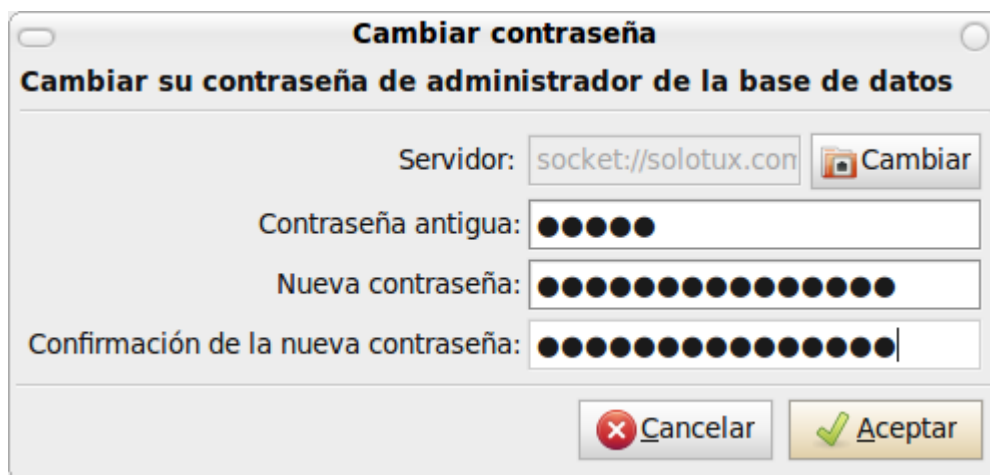 Cambiar contraseña
Cambiar su contraseña de administrador de la base de datos
Servidor: socket://solotux.com Cambiar
Contraseña antigua: ●●●●●
Nueva contraseña: ●●●●●●●●●●●●●●●
Confirmación de la nueva contraseña: ●●●●●●●●●●●●●●●
Cancelar Aceptar